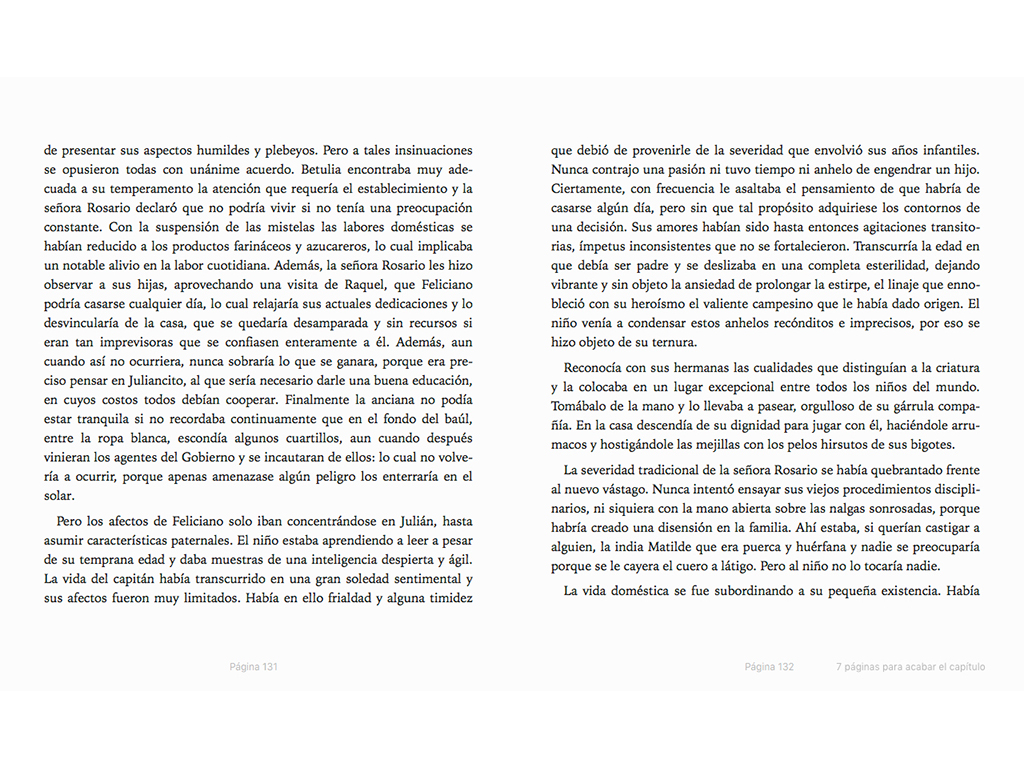 de presentar sus aspectos humildes y plebeyos. Pero a tales insinuaciones
se opusieron todas con unánime acuerdo. Betulia encontraba muy ade-
cuada a su temperamento la atención que requería el establecimiento y la
señora Rosario declaró que no podría vivir si no tenía una preocupación
constante. Con la suspensión de las mistelas las labores domésticas se
habían reducido a los productos farináceos y azucareros, lo cual implicaba
un notable alivio en la labor cuotidiana. Además, la señora Rosario les hizo
observar a sus hijas, aprovechando una visita de Raquel, que Feliciano
podría casarse cualquier día, lo cual relajaría sus actuales dedicaciones y lo
desvincularía de la casa, que se quedaría desamparada y sin recursos si
eran tan imprevisoras que se confiasen enteramente a él. Además, aun
cuando así no ocurriera, nunca sobraría lo que se ganara, porque era pre-
ciso pensar en Juliancito, al que sería necesario darle una buena educación,
en cuyos costos todos debían cooperar. Finalmente la anciana no podía
estar tranquila si no recordaba continuamente que en el fondo del baúl,
entre la ropa blanca, escondía algunos cuartillos, aun cuando después
vinieran los agentes del Gobierno y se incautaran de ellos: lo cual no volve-
ría a ocurrir, porque apenas amenazase algún peligro los enterraría en el
solar.
Pero los afectos de Feliciano solo iban concentrándose en Julián, hasta
asumir características paternales. El niño estaba aprendiendo a leer a pesar
de su temprana edad y daba muestras de una inteligencia despierta y ágil.
La vida del capitán había transcurrido en una gran soledad sentimental y
sus afectos fueron muy limitados. Había en ello frialdad y alguna timidez
Página 131
que debió de provenirle de la severidad que envolvió sus años infantiles.
Nunca contrajo una pasión ni tuvo tiempo ni anhelo de engendrar un hijo.
Ciertamente, con frecuencia le asaltaba el pensamiento de que habría de
casarse algún día, pero sin que tal propósito adquiriese los contornos de
una decisión. Sus amores habían sido hasta entonces agitaciones transito-
rias, ímpetus inconsistentes que no se fortalecieron. Transcurría la edad en
que debía ser padre y se deslizaba en una completa esterilidad, dejando
vibrante y sin objeto la ansiedad de prolongar la estirpe, el linaje que enno-
bleció con su heroísmo el valiente campesino que le había dado origen. El
niño venía a condensar estos anhelos recónditos e imprecisos, por eso se
hizo objeto de su ternura.
Reconocía con sus hermanas las cualidades que distinguían a la criatura
y la colocaba en un lugar excepcional entre todos los niños del mundo.
Tomábalo de la mano y lo llevaba a pasear, orgulloso de su gárrula compa-
ñía. En la casa descendía de su dignidad para jugar con él, haciéndole arru-
macos y hostigándole las mejillas con los pelos hirsutos de sus bigotes.
La severidad tradicional de la señora Rosario se había quebrantado frente
al nuevo vástago. Nunca intentó ensayar sus viejos procedimientos discipli-
narios, ni siquiera con la mano abierta sobre las nalgas sonrosadas, porque
habría creado una disensión en la familia. Ahí estaba, si querían castigar a
alguien, la india Matilde que era puerca y huérfana y nadie se preocuparía
porque se le cayera el cuero a látigo. Pero al niño no lo tocaría nadie.
La vida doméstica se fue subordinando a su pequeña existencia. Había
Página 132
7 páginas para acabar el capítulo